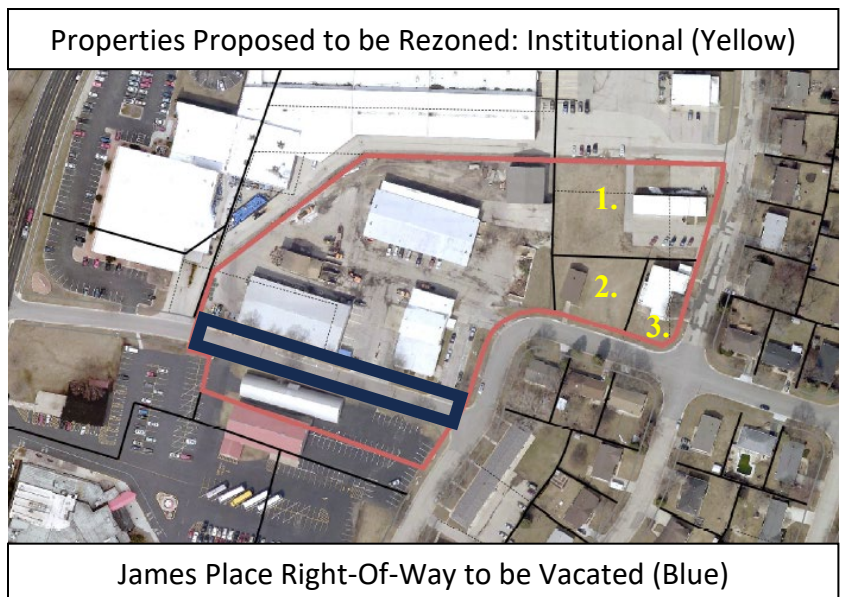 Properties Proposed to be Rezoned: Institutional (Yellow)
1.
2.
3.
James Place Right-Of-Way to be Vacated (Blue)